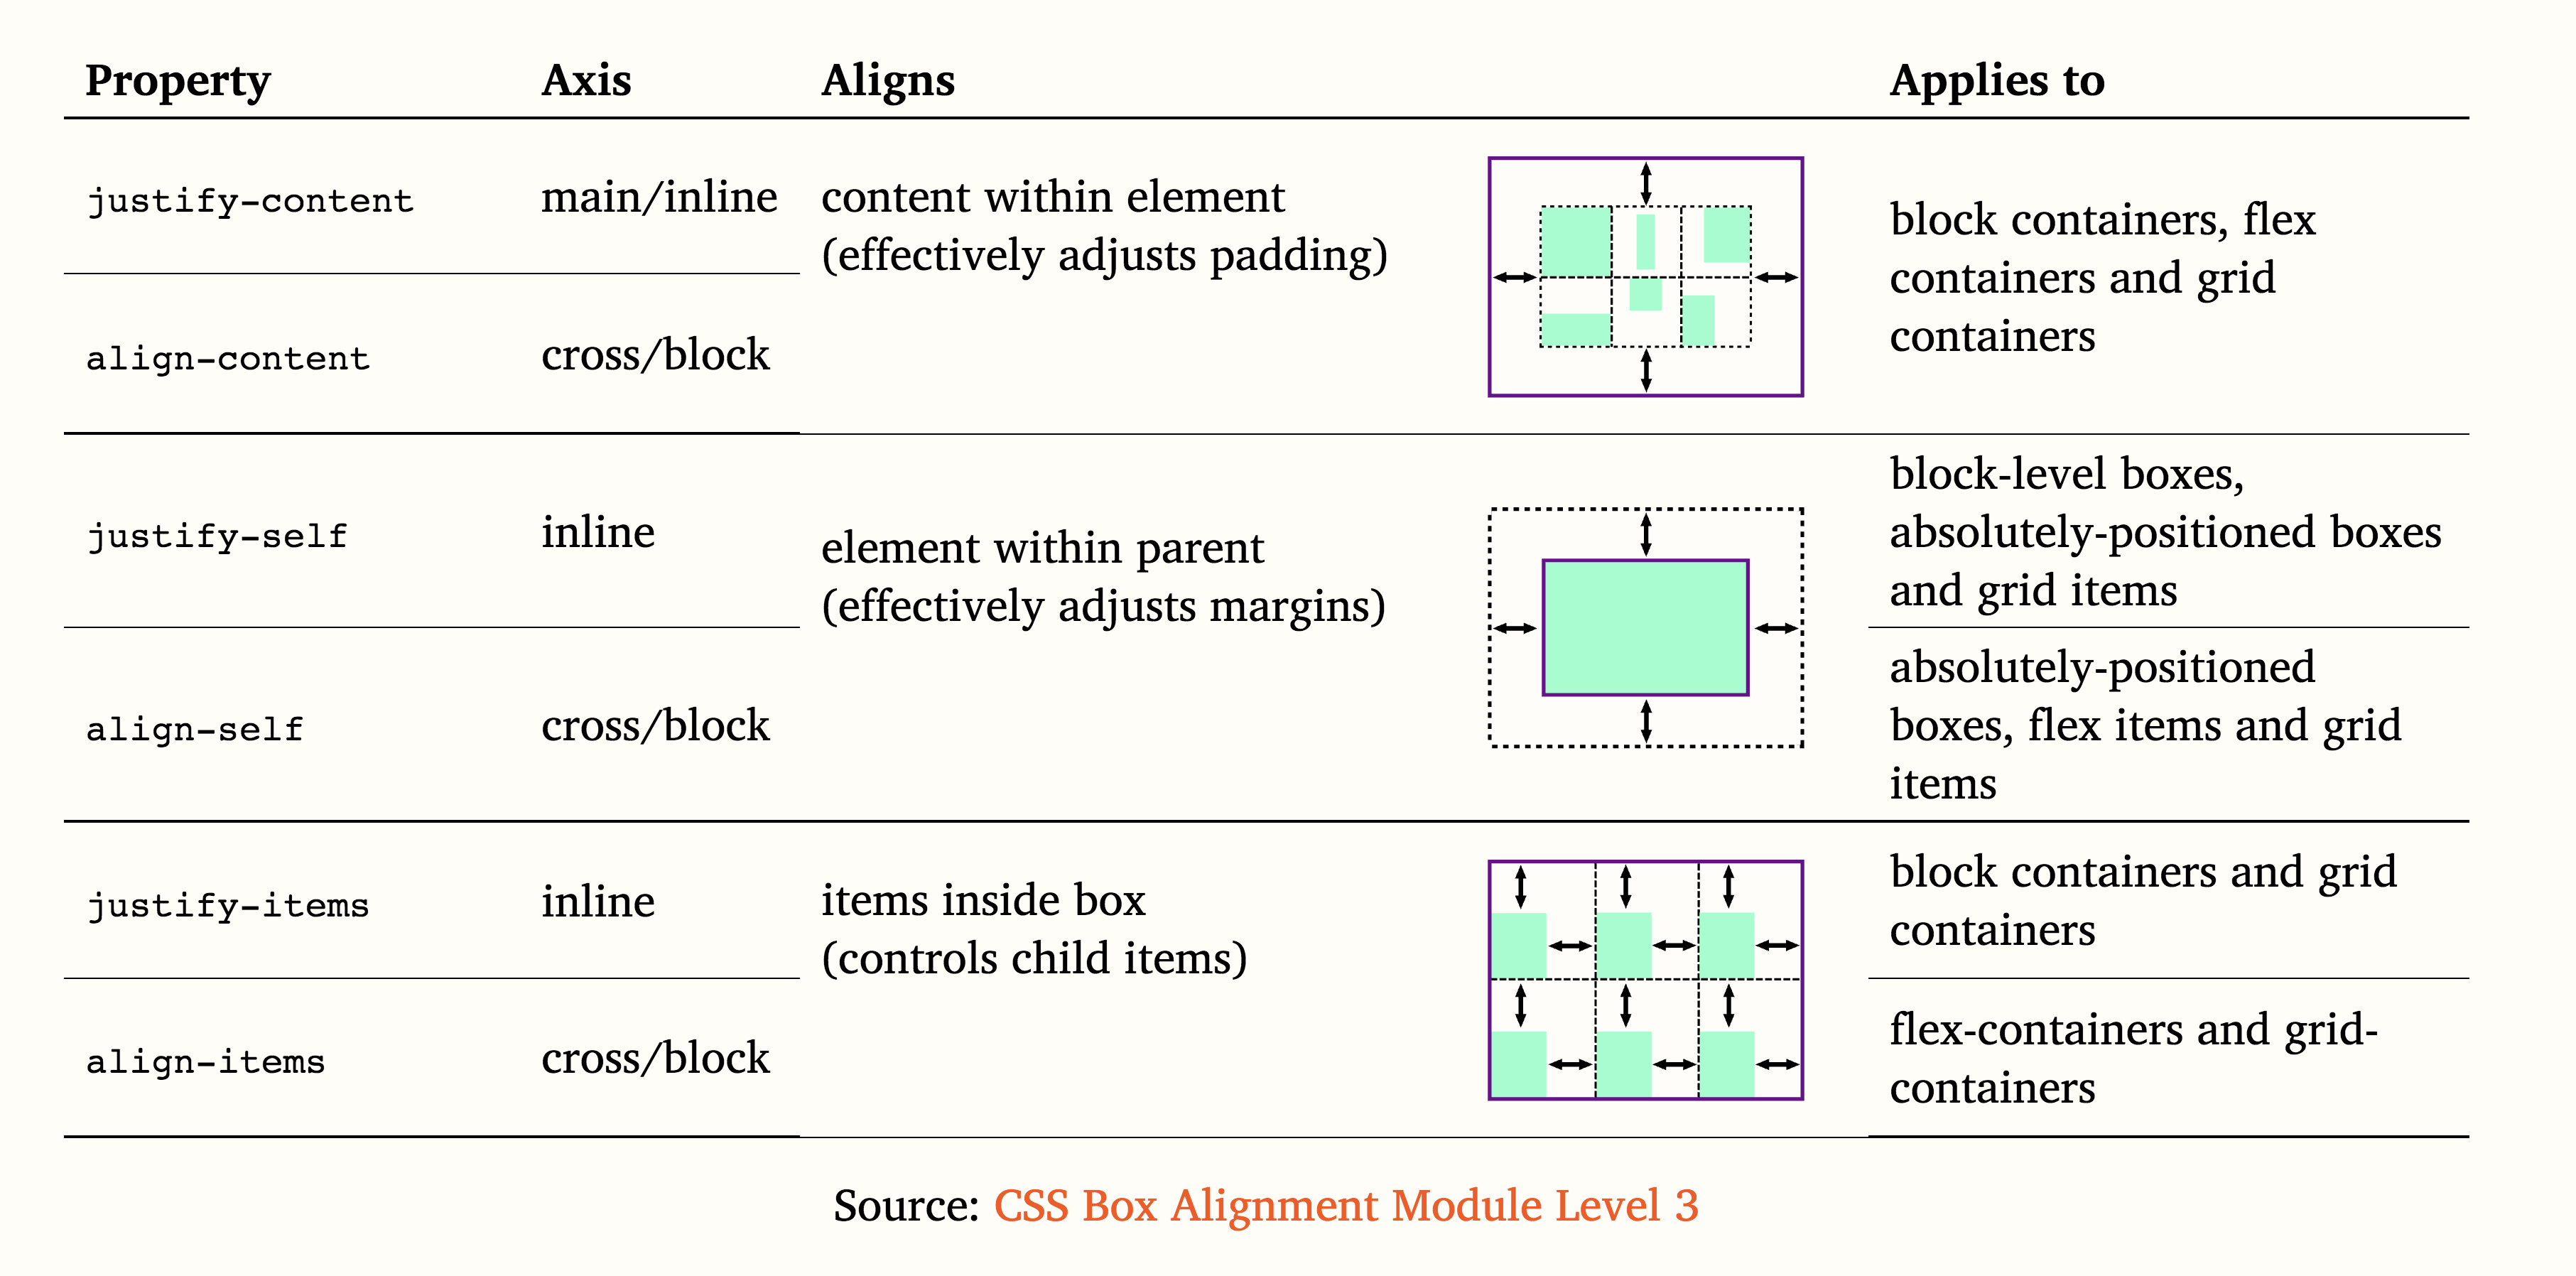 Property Axis Aligns Applies to
justify-content main/inline content within element
(effectively adjusts padding)
block containers, flex
containers and grid
containers
align-content cross/block
justify-self inline element within parent
(effectively adjusts margins)
block-level boxes,
absolutely-positioned boxes
and grid items
align-self cross/block
absolutely-positioned
boxes, flex items and grid
items
justify-items inline items inside box
(controls child items)
block containers and grid
containers
align-items cross/block
flex-containers and grid-
containers
Source: CSS Box Alignment Module Level 3